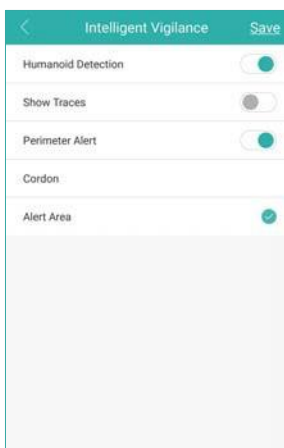 Intelligent Vigilance Save
Humanoid Detection
Show Traces
Perimeter Alert
Cordon
Alert Area